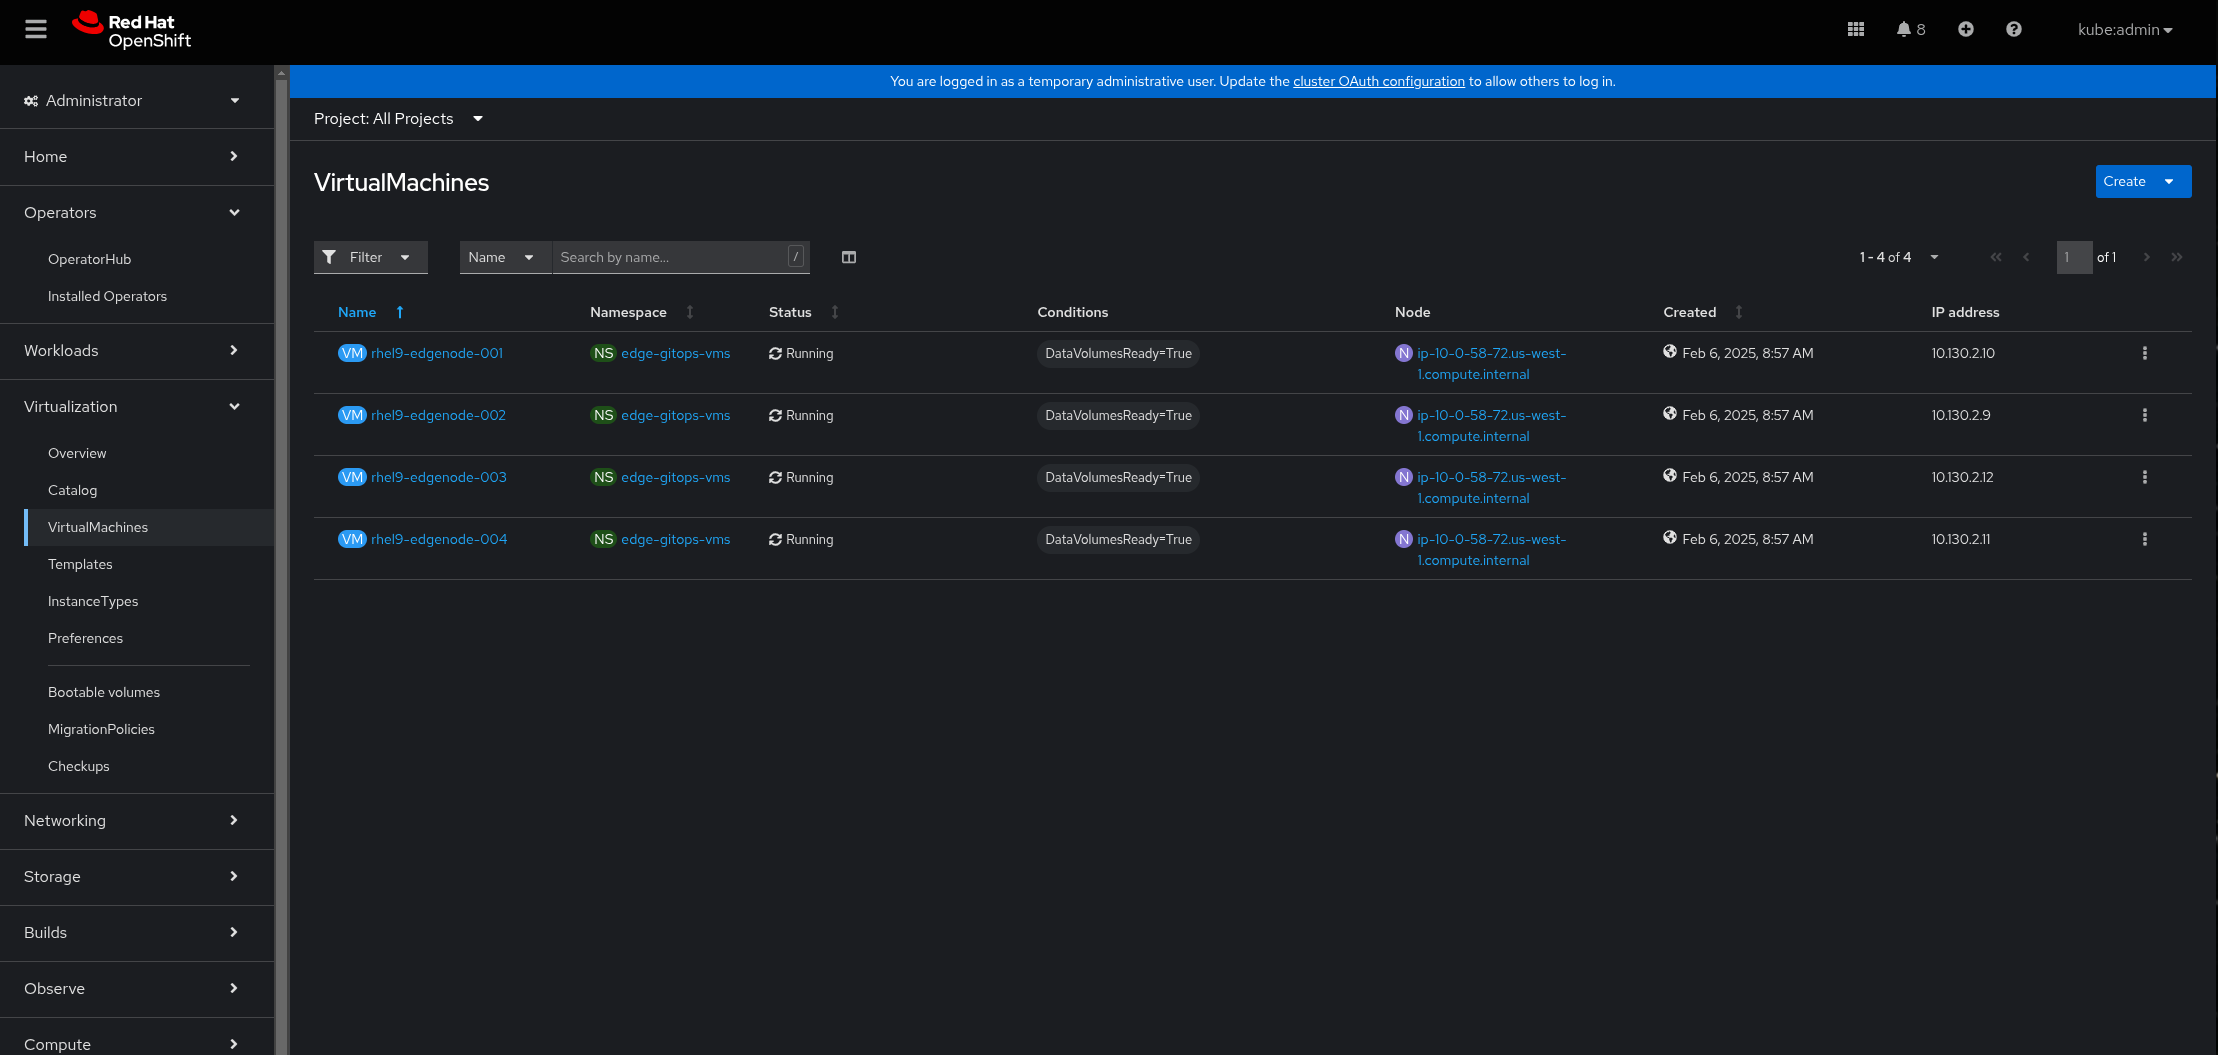 Red Hat
OpenShift
8
kube:admin
You are logged in as a temporary administrative user. Update the cluster OAuth configuration to allow others to log in.
Administrator
Home
Operators
OperatorHub
Installed Operators
Workloads
Virtualization
Overview
Catalog
VirtualMachines
Templates
InstanceTypes
Preferences
Bootable volumes
MigrationPolicies
Checkups
Networking
Storage
Builds
Observe
Compute
Project: All Projects
VirtualMachines
Create
Filter Name Search by name... / 1 - 4 of 4 1 of 1
Name Namespace Status Conditions Node Created IP address
VM rhel9-edgenode-001 NS edge-gitops-vms Running DataVolumesReady=True N ip-10-0-58-72.us-west- Feb 6, 2025, 8:57 AM 10.130.2.10
1.compute.internal
VM rhel9-edgenode-002 NS edge-gitops-vms Running DataVolumesReady=True N ip-10-0-58-72.us-west- Feb 6, 2025, 8:57 AM 10.130.2.9
1.compute.internal
VM rhel9-edgenode-003 NS edge-gitops-vms Running DataVolumesReady=True N ip-10-0-58-72.us-west- Feb 6, 2025, 8:57 AM 10.130.2.12
1.compute.internal
VM rhel9-edgenode-004 NS edge-gitops-vms Running DataVolumesReady=True N ip-10-0-58-72.us-west- Feb 6, 2025, 8:57 AM 10.130.2.11
1.compute.internal